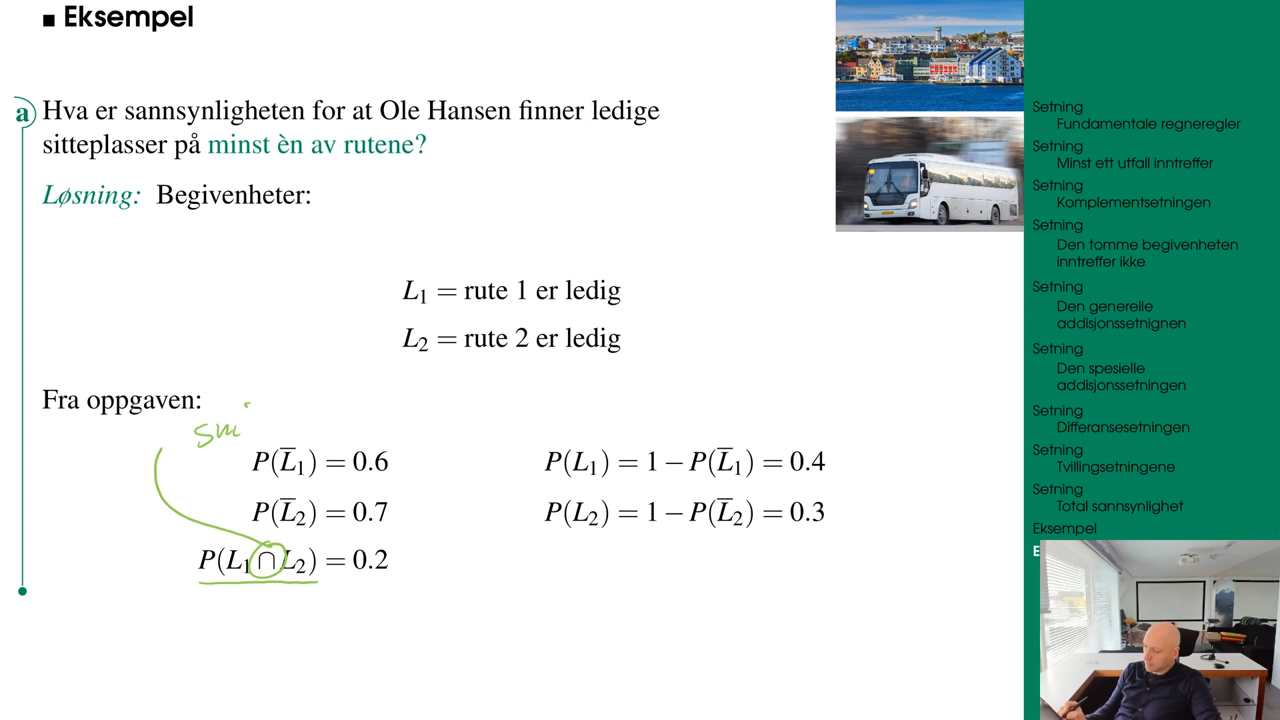 ■ Eksempel
a Hva er sannsynligheten for at Ole Hansen finner ledige
sitteplasser på minst èn av rutene?
Løsning: Begivenheter:
L₁ = rute 1 er ledig
L₂ = rute 2 er ledig
Fra oppgaven:
sni
P(L̅₁) = 0.6 P(L₁) = 1 − P(L̅₁) = 0.4
P(L̅₂) = 0.7 P(L₂) = 1 − P(L̅₂) = 0.3
P(L₁ ∩ L₂) = 0.2
Setning
Fundamentale regneregler
Setning
Minst ett utfall inntreffer
Setning
Komplementsetningen
Setning
Den tomme begivenheten
inntreffer ikke
Setning
Den generelle
addisjonssetnignen
Setning
Den spesielle
addisjonssetningen
Setning
Differansesetningen
Setning
Tvillingsetningene
Setning
Total sannsynlighet
Eksempel
E